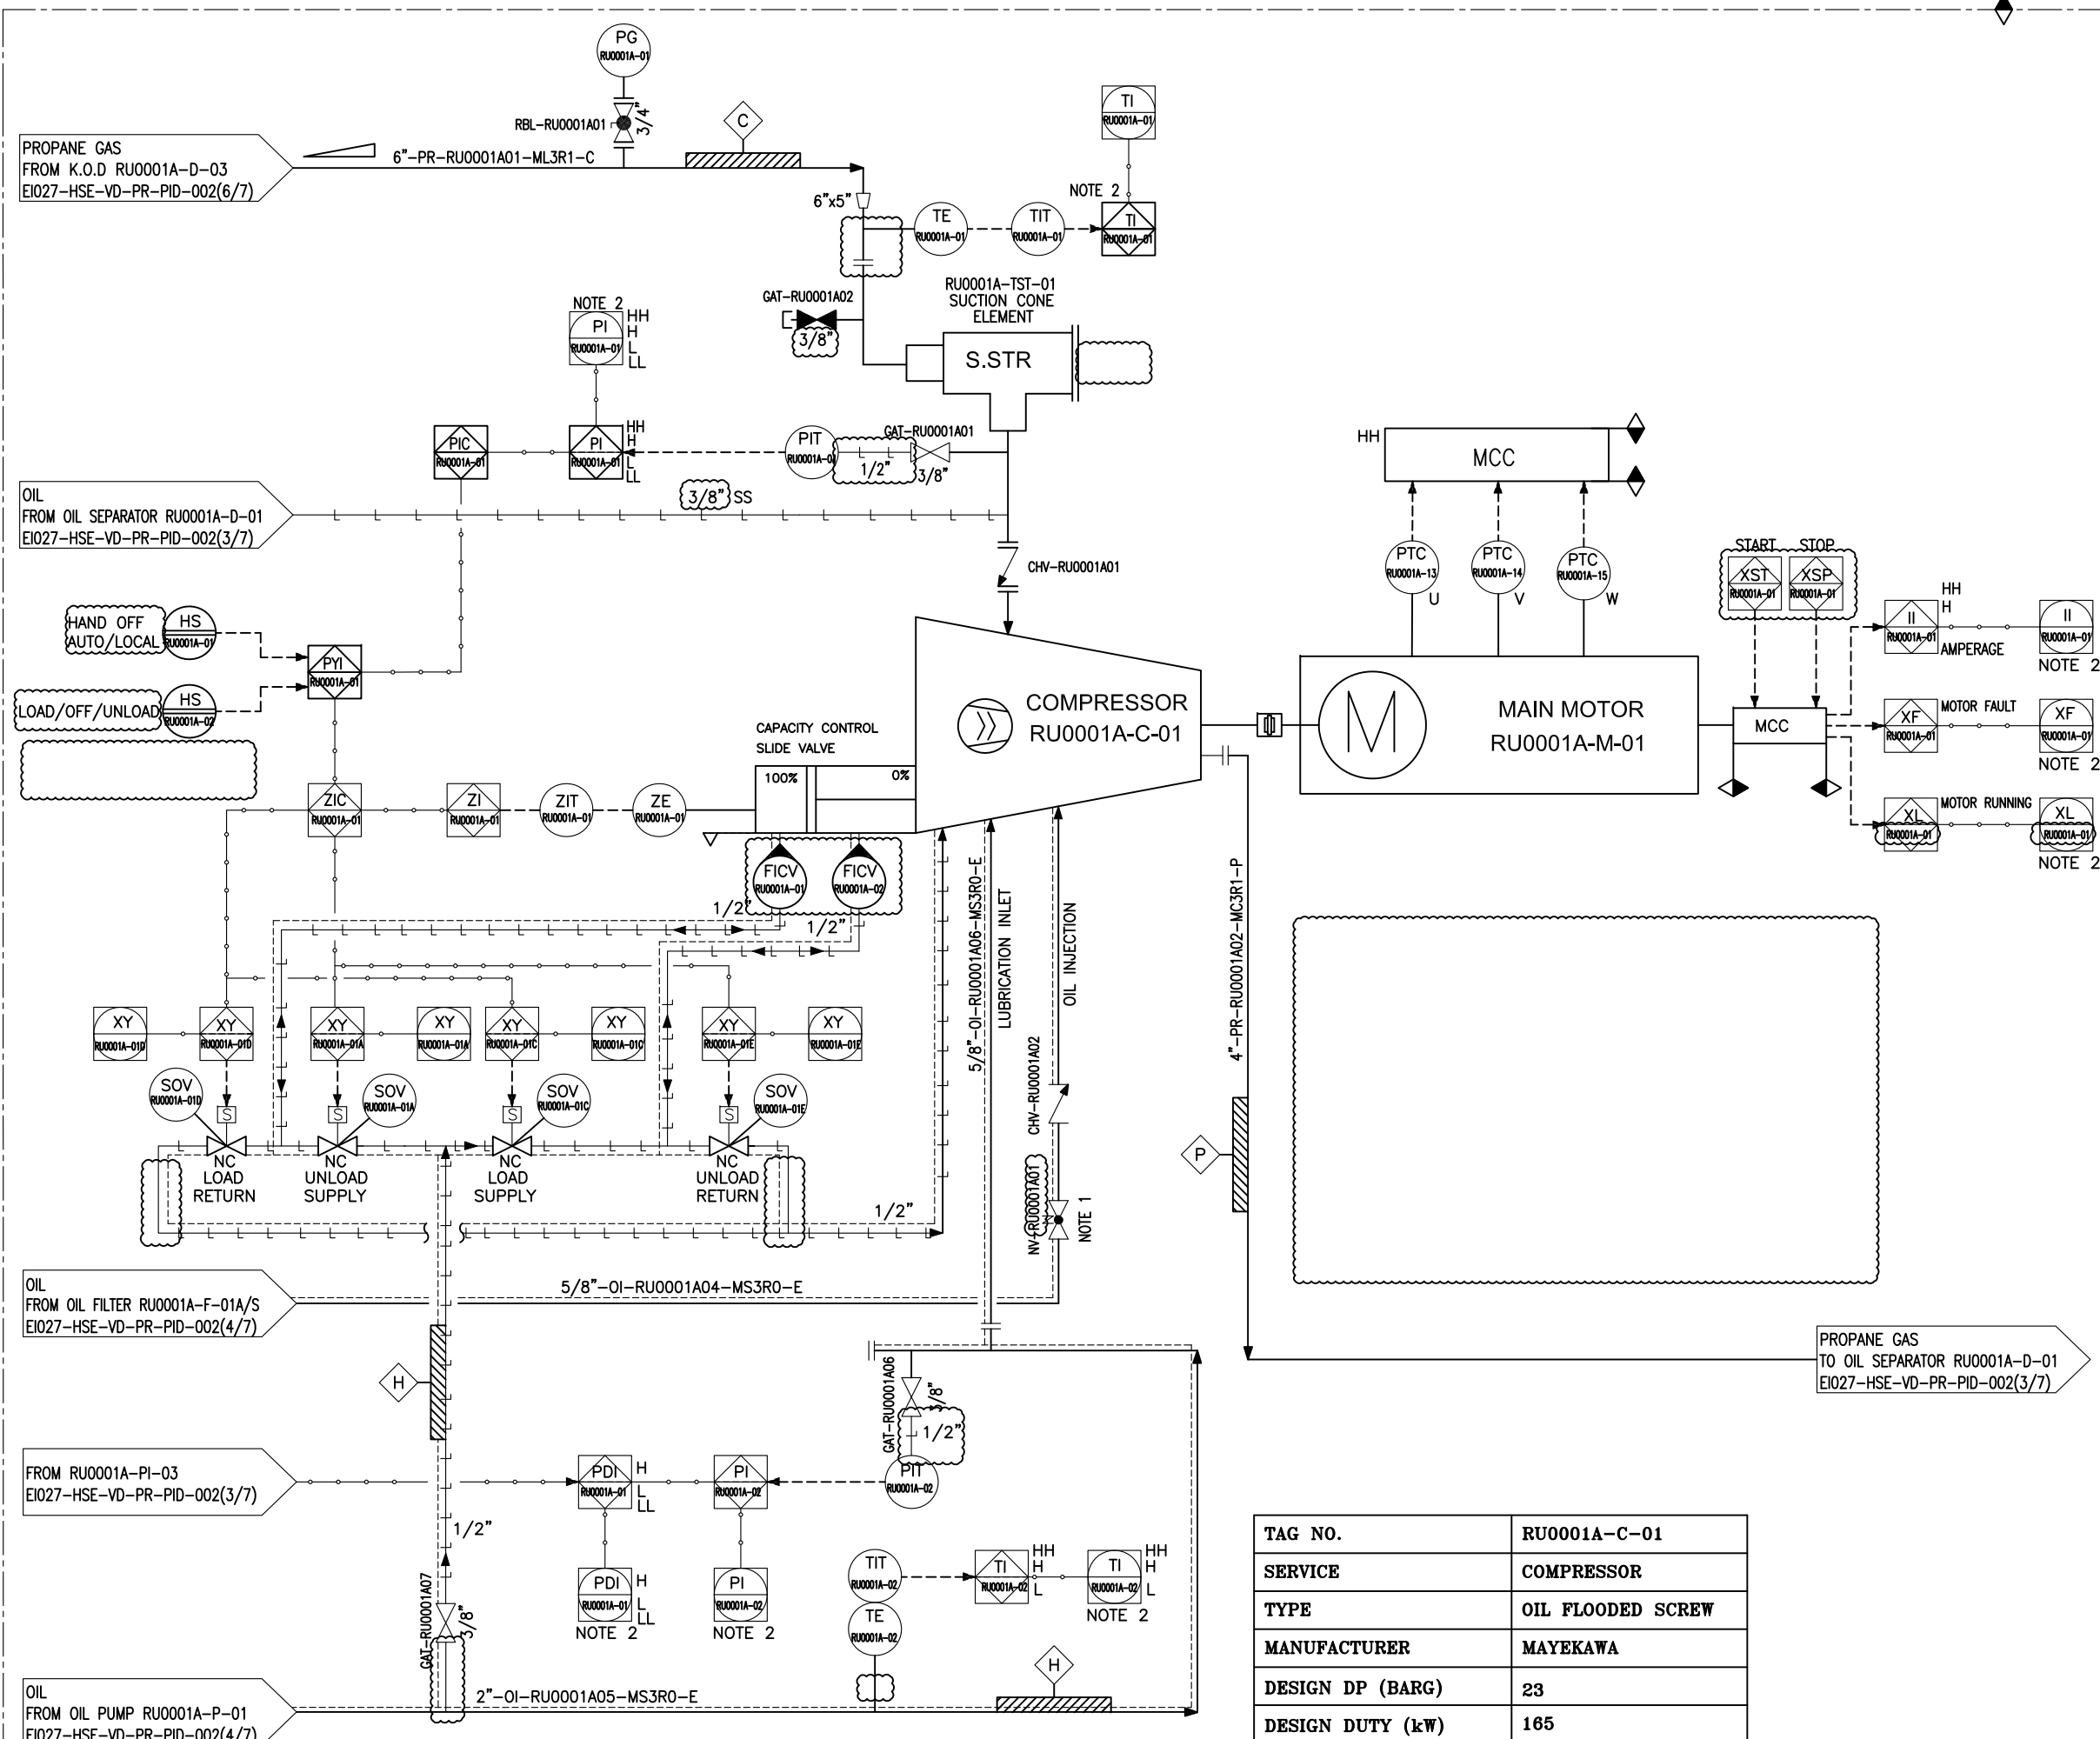 PG
RU0001A-01
RBL-RU0001A01
3/4"
C
TI
RU0001A-01
PROPANE GAS
FROM K.O.D RU0001A-D-03
EI027-HSE-VD-PR-PID-002(6/7)
6"-PR-RU0001A01-ML3R1-C
6"x5"
TE
RU0001A-01
TIT
RU0001A-01
NOTE 2
TI
RU0001A-01
GAT-RU0001A02
3/8"
RU0001A-TST-01
SUCTION CONE
ELEMENT
S.STR
NOTE 2
PI
RU0001A-01
HH
H
L
LL
PIC
RU0001A-01
PI
RU0001A-01
HH
H
L
LL
PIT
RU0001A-01
1/2"
GAT-RU0001A01
3/8"
HH
MCC
OIL
FROM OIL SEPARATOR RU0001A-D-01
EI027-HSE-VD-PR-PID-002(3/7)
3/8" SS
CHV-RU0001A01
PTC
RU0001A-13
U
PTC
RU0001A-14
V
PTC
RU0001A-15
W
START
XST
RU0001A-01
STOP
XSP
RU0001A-01
HAND OFF
AUTO/LOCAL
HS
RU0001A-01
LOAD/OFF/UNLOAD
HS
RU0001A-02
PYI
RU0001A-01
HH
H
II
RU0001A-01
AMPERAGE
II
RU0001A-01
NOTE 2
COMPRESSOR
RU0001A-C-01
M
MAIN MOTOR
RU0001A-M-01
MCC
XF
RU0001A-01
MOTOR FAULT
XF
RU0001A-01
NOTE 2
CAPACITY CONTROL
SLIDE VALVE
100%
0%
ZIC
RU0001A-01
ZI
RU0001A-01
ZIT
RU0001A-01
ZE
RU0001A-01
XL
RU0001A-01
MOTOR RUNNING
XL
RU0001A-01
NOTE 2
FICV
RU0001A-01
FICV
RU0001A-02
1/2"
1/2"
5/8"-OI-RU0001A06-MS3R0-E
LUBRICATION INLET
OIL INJECTION
4"-PR-RU0001A02-MC3R1-P
XY
RU0001A-01D
XY
RU0001A-01D
XY
RU0001A-01A
XY
RU0001A-01A
XY
RU0001A-01C
XY
RU0001A-01C
XY
RU0001A-01E
XY
RU0001A-01E
SOV
RU0001A-01D
S
SOV
RU0001A-01A
S
SOV
RU0001A-01C
S
SOV
RU0001A-01E
S
NC
LOAD
RETURN
NC
UNLOAD
SUPPLY
NC
LOAD
SUPPLY
NC
UNLOAD
RETURN
CHV-RU0001A02
NV-RU0001A01
NOTE 1
P
1/2"
OIL
FROM OIL FILTER RU0001A-F-01A/S
EI027-HSE-VD-PR-PID-002(4/7)
5/8"-OI-RU0001A04-MS3R0-E
PROPANE GAS
TO OIL SEPARATOR RU0001A-D-01
EI027-HSE-VD-PR-PID-002(3/7)
H
GAT-RU0001A06
3/8"
1/2"
FROM RU0001A-PI-03
EI027-HSE-VD-PR-PID-002(3/7)
PDI
RU0001A-01
H
L
LL
PI
RU0001A-02
PIT
RU0001A-02
1/2"
PDI
RU0001A-01
H
L
LL
NOTE 2
PI
RU0001A-02
NOTE 2
TIT
RU0001A-02
TE
RU0001A-02
TI
RU0001A-02
HH
H
L
TI
RU0001A-02
HH
H
L
NOTE 2
GAT-RU0001A07
3/8"
H
OIL
FROM OIL PUMP RU0001A-P-01
EI027-HSE-VD-PR-PID-002(4/7)
2"-OI-RU0001A05-MS3R0-E
TAG NO. RU0001A-C-01
SERVICE COMPRESSOR
TYPE OIL FLOODED SCREW
MANUFACTURER MAYEKAWA
DESIGN DP (BARG) 23
DESIGN DUTY (kW) 165